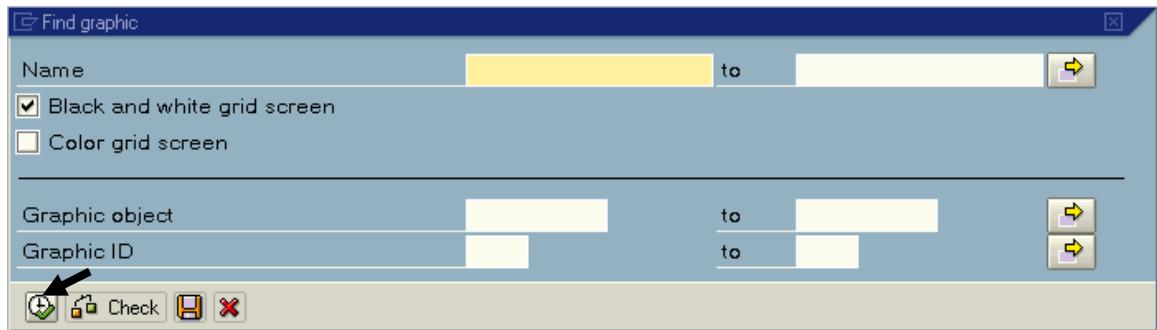 Find graphic
Name to
Black and white grid screen
Color grid screen
Graphic object to
Graphic ID to
Check